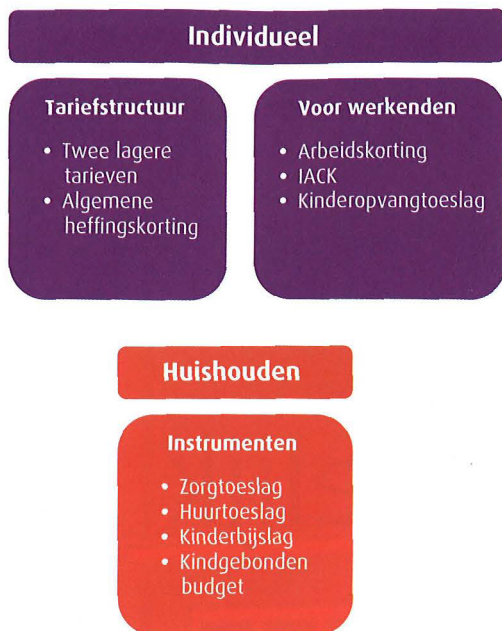 Individueel
Tariefstructuur
• Twee lagere
tarieven
• Algemene
heffingskorting
Voor werkenden
• Arbeidskorting
• IACK
• Kinderopvangtoeslag
Huishouden
Instrumenten
• Zorgtoeslag
• Huurtoeslag
• Kinderbijslag
• Kindgebonden
budget